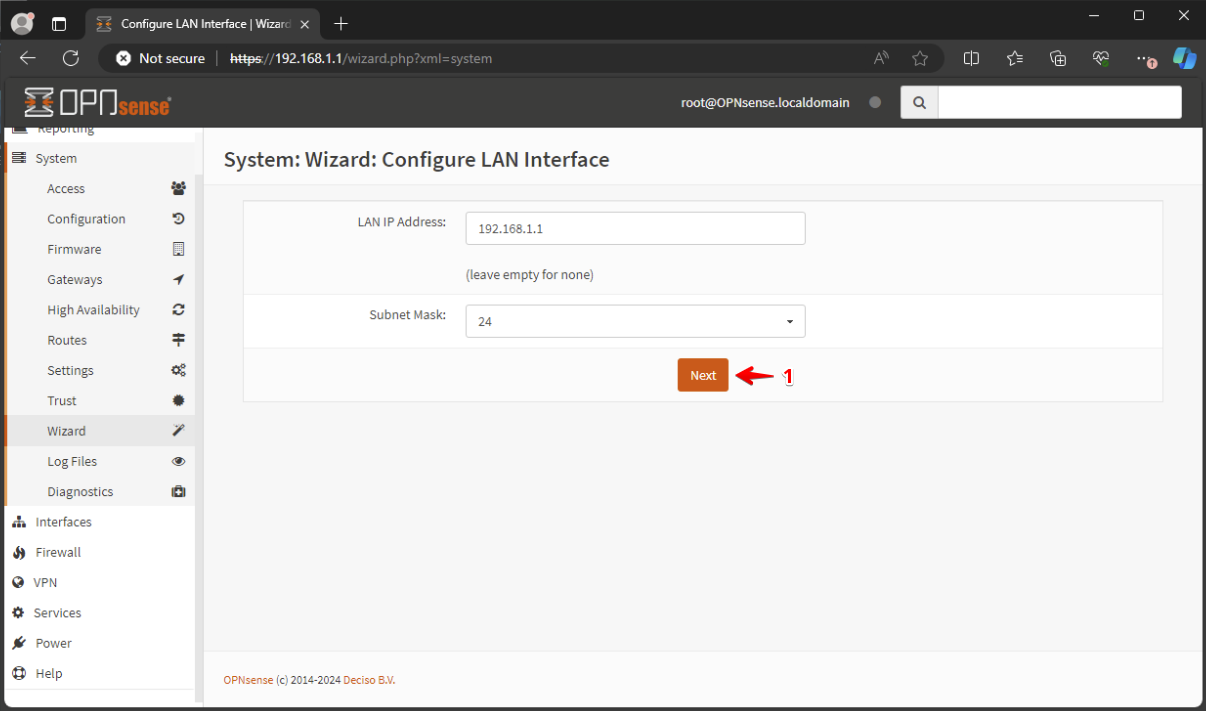 Configure LAN Interface | Wizard
Not secure
https://192.168.1.1/wizard.php?xml=system
OPNsense
root@OPNsense.localdomain
Reporting
System
Access
Configuration
Firmware
Gateways
High Availability
Routes
Settings
Trust
Wizard
Log Files
Diagnostics
Interfaces
Firewall
VPN
Services
Power
Help
System: Wizard: Configure LAN Interface
LAN IP Address:
192.168.1.1
(leave empty for none)
Subnet Mask:
24
Next
1
OPNsense (c) 2014-2024 Deciso B.V.